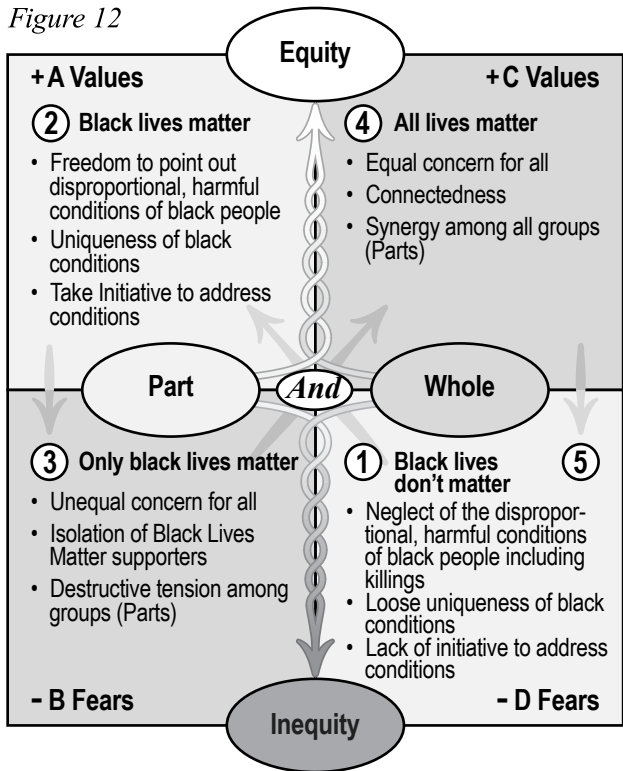 Figure 12
Equity
+A Values
+C Values
2 Black lives matter
• Freedom to point out
disproportional, harmful
conditions of black people
• Uniqueness of black
conditions
• Take Initiative to address
conditions
4 All lives matter
• Equal concern for all
• Connectedness
• Synergy among all groups
(Parts)
Part
And
Whole
3 Only black lives matter
• Unequal concern for all
• Isolation of Black Lives
Matter supporters
• Destructive tension among
groups (Parts)
1 Black lives
don't matter
5
• Neglect of the dispropor-
tional, harmful conditions
of black people including
killings
• Loose uniqueness of black
conditions
• Lack of initiative to address
conditions
- B Fears
- D Fears
Inequity